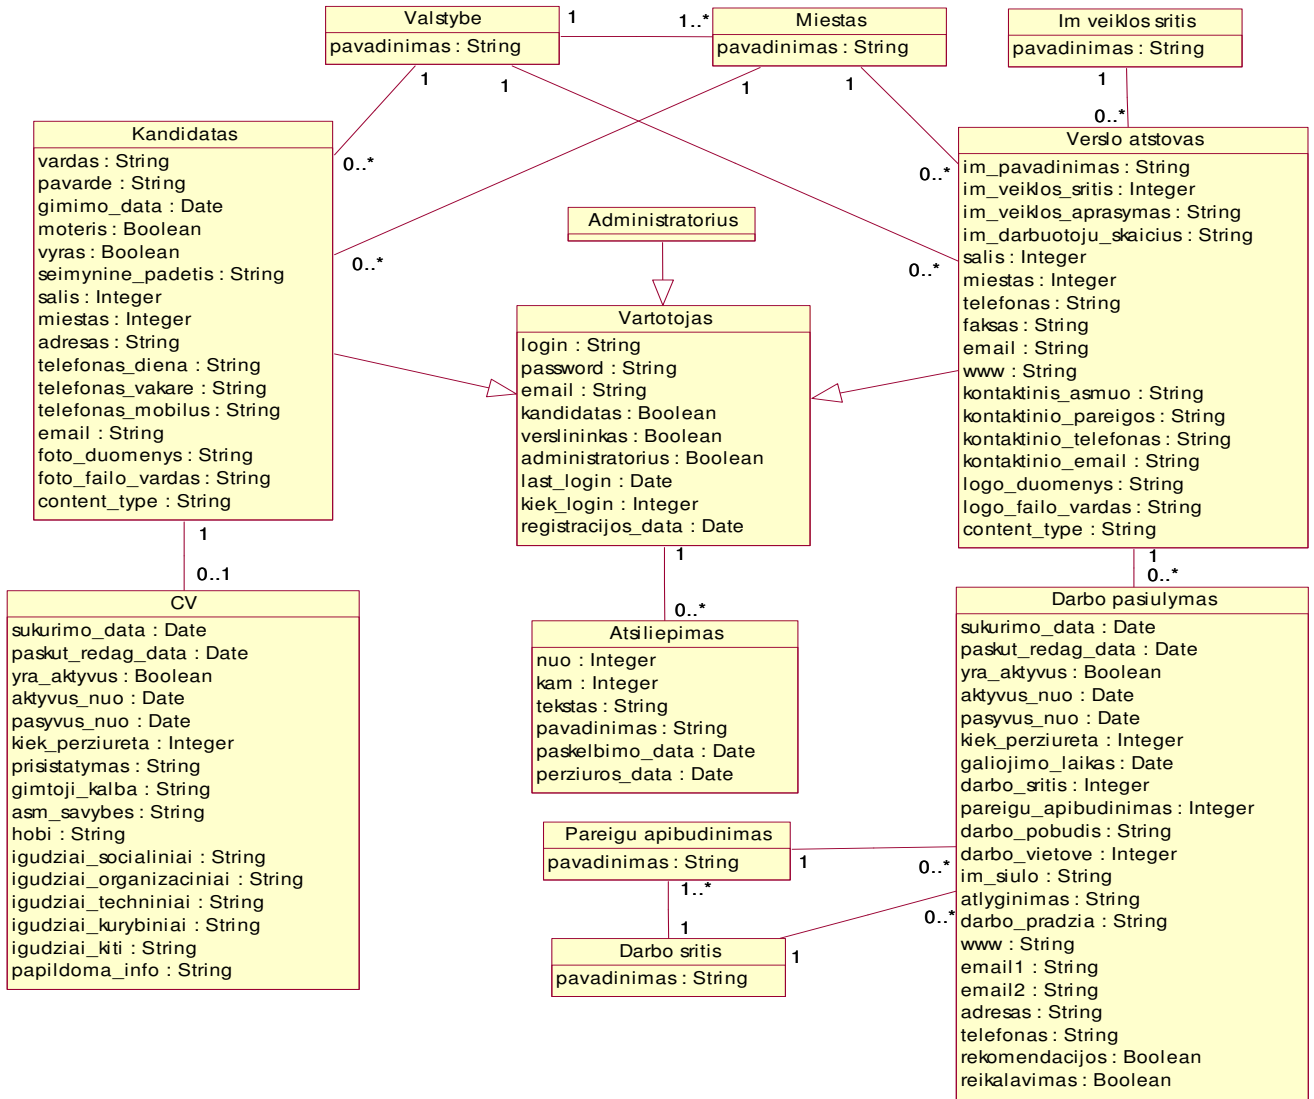 Valstybe
pavadinimas : String
1
1..*
Miestas
pavadinimas : String
Im veiklos sritis
pavadinimas : String
1
1
1
1
1
0..*
0..*
0..*
0..*
0..*
Kandidatas
vardas : String
pavarde : String
gimimo_data : Date
moteris : Boolean
vyras : Boolean
seimynine_padetis : String
salis : Integer
miestas : Integer
adresas : String
telefonas_diena : String
telefonas_vakare : String
telefonas_mobilus : String
email : String
foto_duomenys : String
foto_failo_vardas : String
content_type : String
Administratorius
Vartotojas
login : String
password : String
email : String
kandidatas : Boolean
verslininkas : Boolean
administratorius : Boolean
last_login : Date
kiek_login : Integer
registracijos_data : Date
Verslo atstovas
im_pavadinimas : String
im_veiklos_sritis : Integer
im_veiklos_aprasymas : String
im_darbuotoju_skaicius : String
salis : Integer
miestas : Integer
telefonas : String
faksas : String
email : String
www : String
kontaktinis_asmuo : String
kontaktinio_pareigos : String
kontaktinio_telefonas : String
kontaktinio_email : String
logo_duomenys : String
logo_failo_vardas : String
content_type : String
1
0..1
1
0..*
1
0..*
CV
sukurimo_data : Date
paskut_redag_data : Date
yra_aktyvus : Boolean
aktyvus_nuo : Date
pasyvus_nuo : Date
kiek_perziureta : Integer
prisistatymas : String
gimtoji_kalba : String
asm_savybes : String
hobi : String
igudziai_socialiniai : String
igudziai_organizaciniai : String
igudziai_techniniai : String
igudziai_kurybiniai : String
igudziai_kiti : String
papildoma_info : String
Atsiliepimas
nuo : Integer
kam : Integer
tekstas : String
pavadinimas : String
paskelbimo_data : Date
perziuros_data : Date
Pareigu apibudinimas
pavadinimas : String
1
0..*
1..*
1
Darbo sritis
pavadinimas : String
1
0..*
Darbo pasiulymas
sukurimo_data : Date
paskut_redag_data : Date
yra_aktyvus : Boolean
aktyvus_nuo : Date
pasyvus_nuo : Date
kiek_perziureta : Integer
galiojimo_laikas : Date
darbo_sritis : Integer
pareigu_apibudinimas : Integer
darbo_pobudis : String
darbo_vietove : Integer
im_siulo : String
atlyginimas : String
darbo_pradzia : String
www : String
email1 : String
email2 : String
adresas : String
telefonas : String
rekomendacijos : Boolean
reikalavimas : Boolean